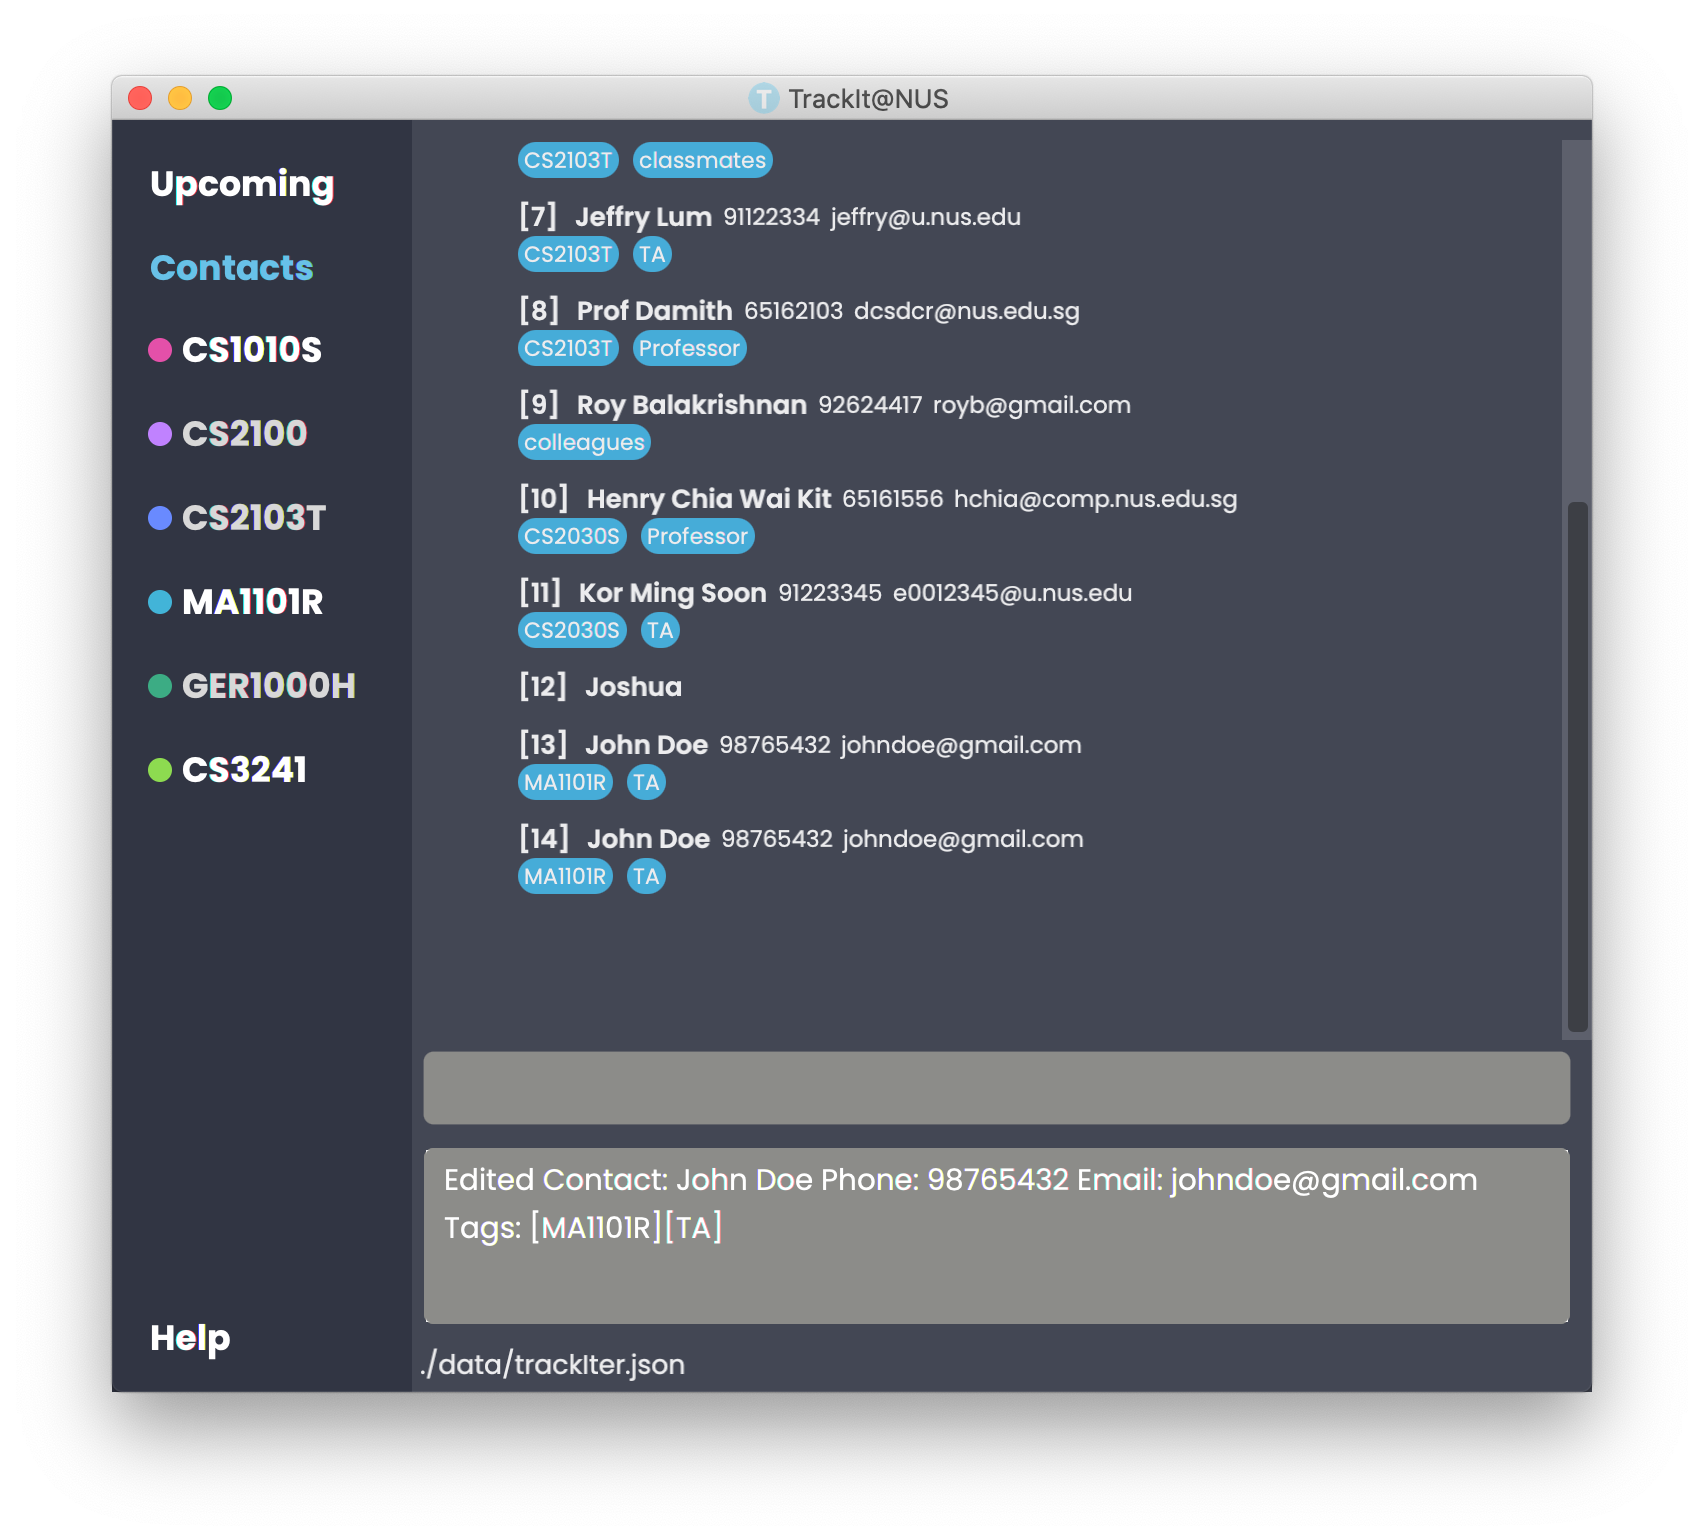 TrackIt@NUS
Upcoming
Contacts
CS1010S
CS2100
CS2103T
MA1101R
GER1000H
CS3241
Help
CS2103T classmates
[7] Jeffry Lum 91122334 jeffry@u.nus.edu
CS2103T TA
[8] Prof Damith 65162103 dcsdcr@nus.edu.sg
CS2103T Professor
[9] Roy Balakrishnan 92624417 royb@gmail.com
colleagues
[10] Henry Chia Wai Kit 65161556 hchia@comp.nus.edu.sg
CS2030S Professor
[11] Kor Ming Soon 91223345 e0012345@u.nus.edu
CS2030S TA
[12] Joshua
[13] John Doe 98765432 johndoe@gmail.com
MA1101R TA
[14] John Doe 98765432 johndoe@gmail.com
MA1101R TA
Edited Contact: John Doe Phone: 98765432 Email: johndoe@gmail.com
Tags: [MA1101R][TA]
./data/trackIter.json